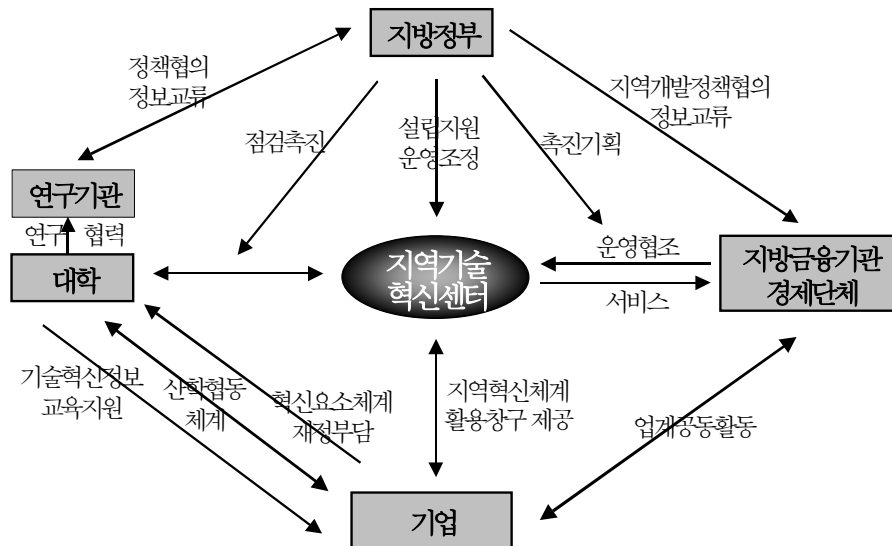 지방정부
정책협의
정보교류
지역개발정책협의
정보교류
점검촉진
설립지원
운영조정
촉진기획
연구기관
연구 협력
대학
지역기술
혁신센터
운영협조
서비스
지방금융기관
경제단체
기술혁신정보
교육지원
산학협동
체계
혁신요소체계
재정부담
지역혁신체계
활용창구 제공
업계공동활동
기업